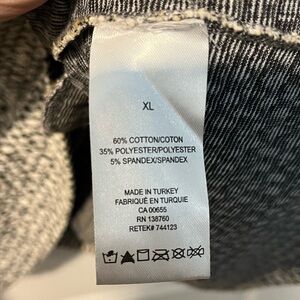 XL
60% COTTON/COTON
35% POLYESTER/POLYESTER
5% SPANDEX/SPANDEX
MADE IN TURKEY
FABRIQUÉ EN TURQUIE
CA 00655
RN 138760
RETEK# 744123